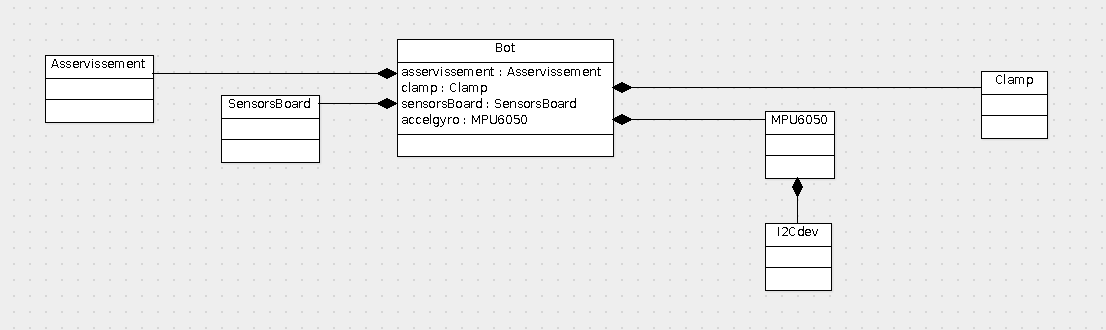 Asservissement
SensorsBoard
Bot
asservissement : Asservissement
clamp : Clamp
sensorsBoard : SensorsBoard
accelgyro : MPU6050
Clamp
MPU6050
I2Cdev